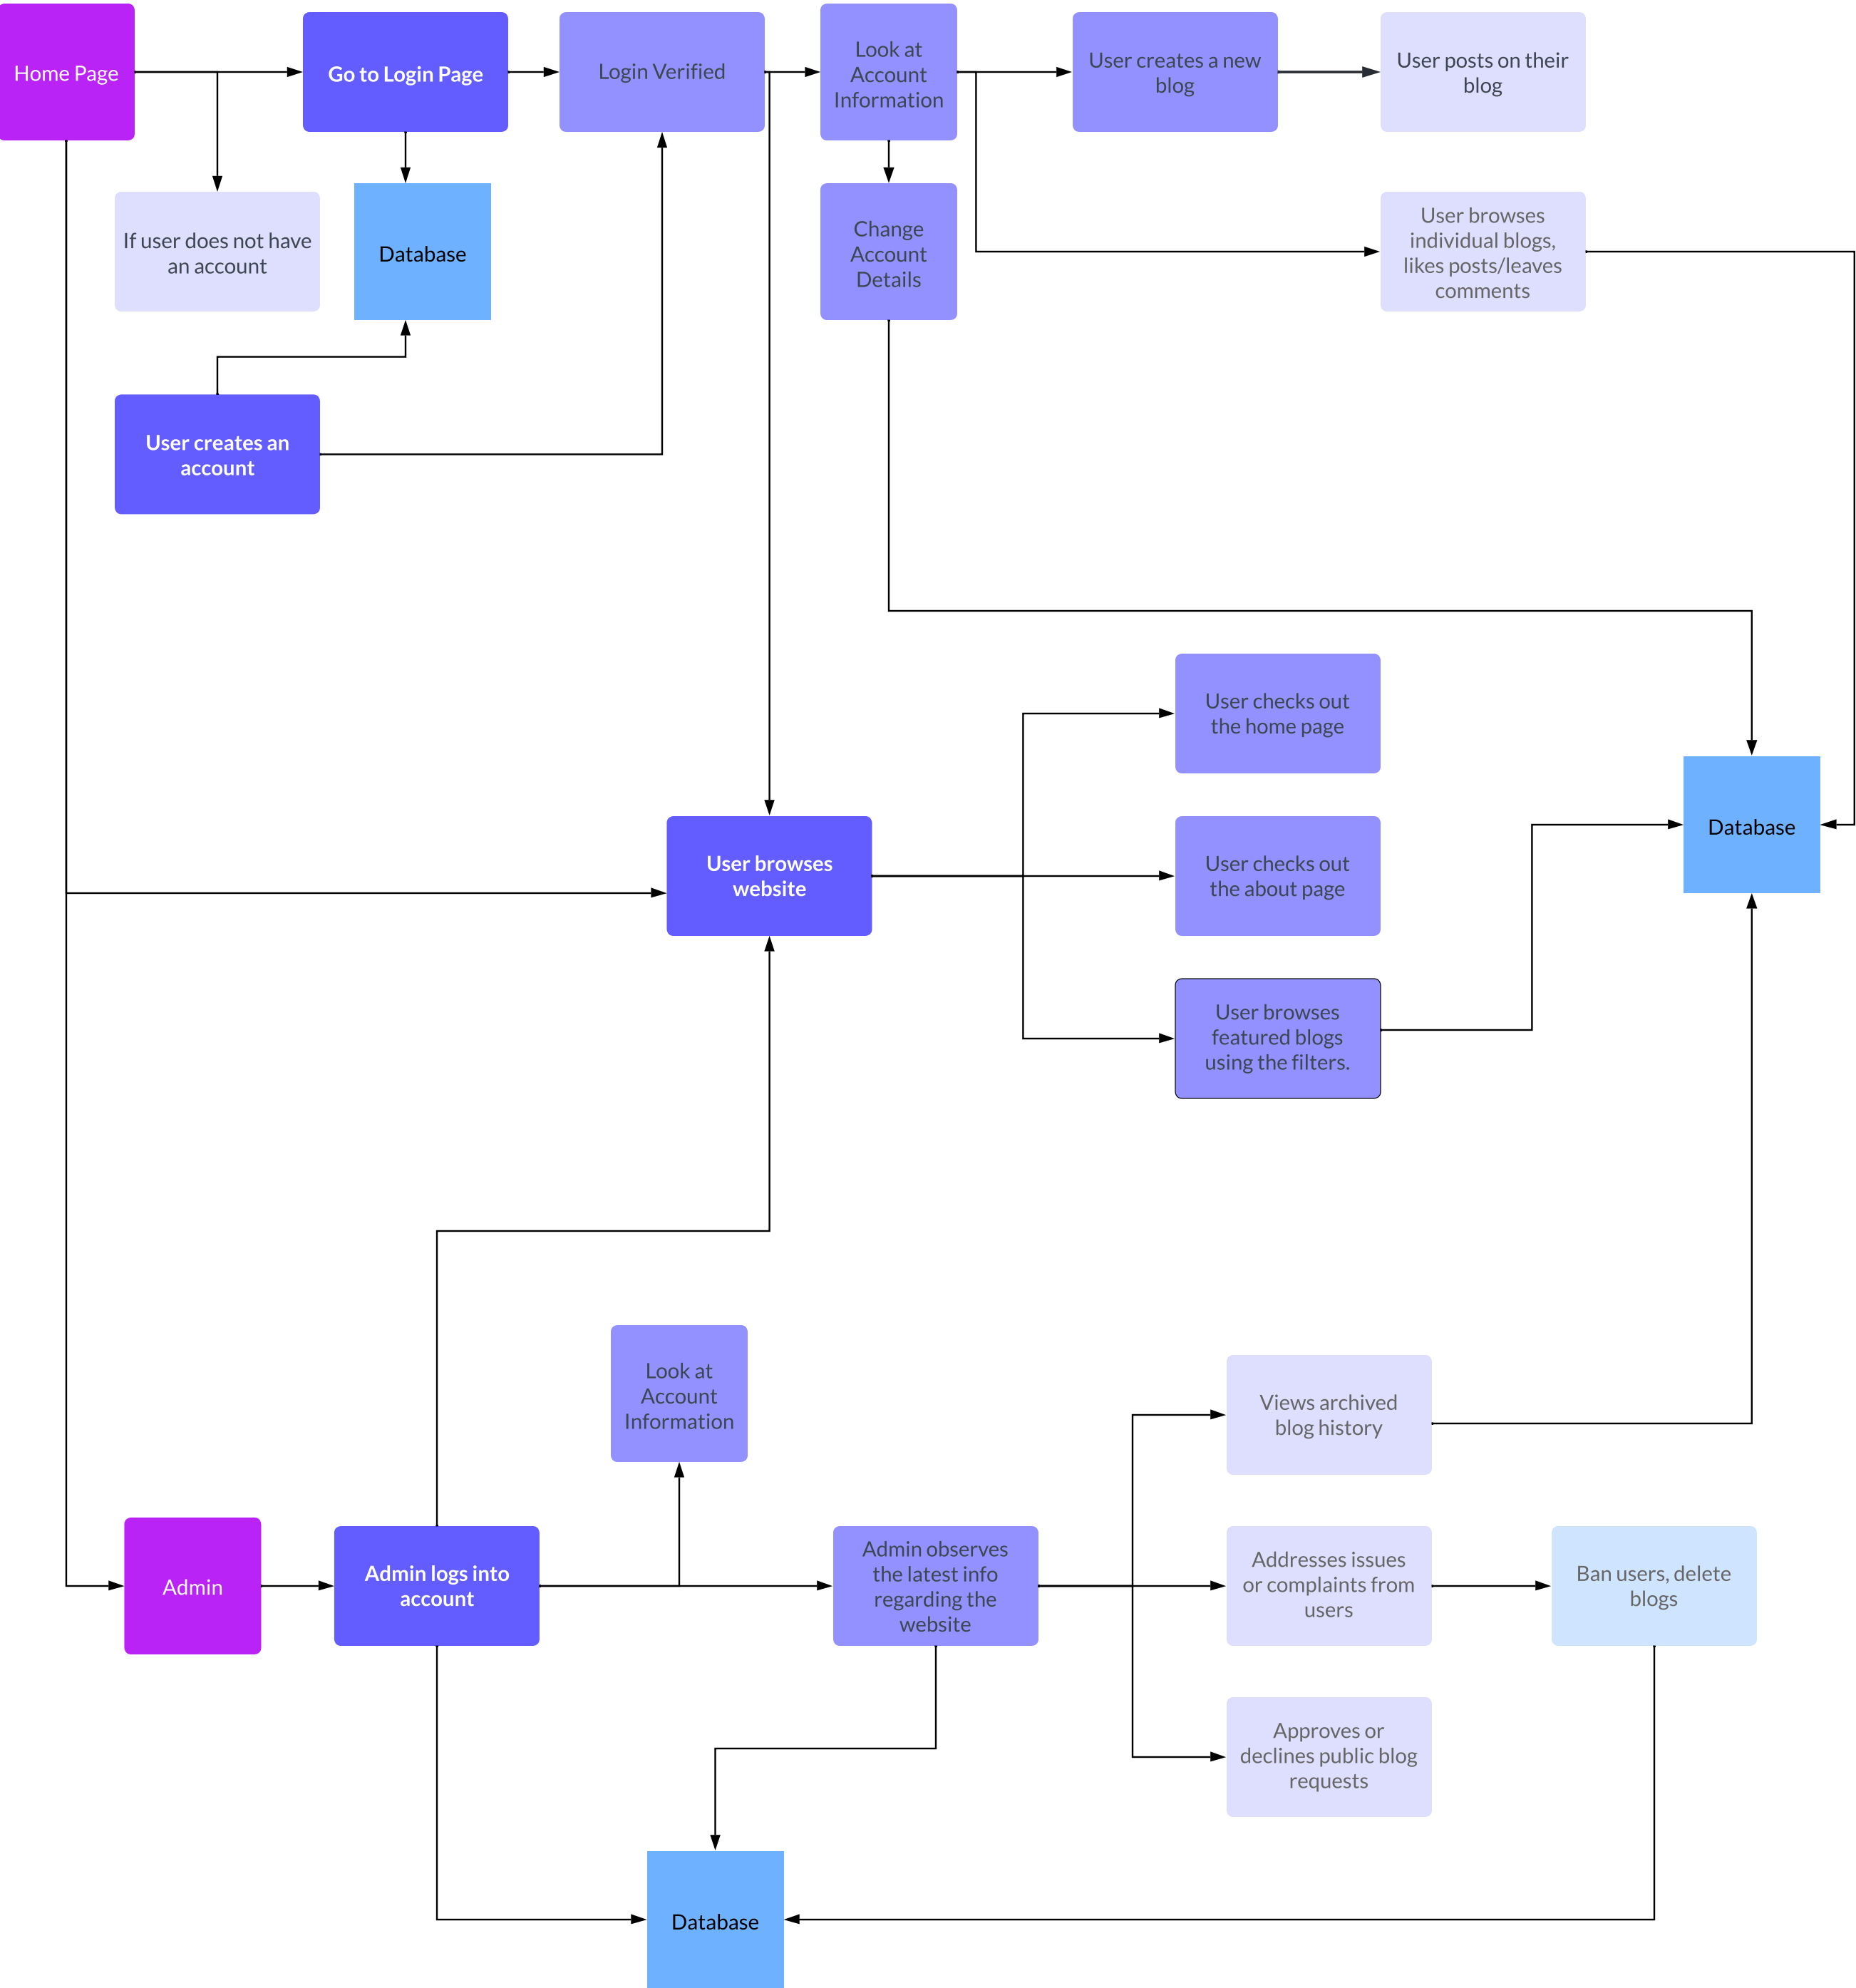 Home Page
Go to Login Page
Login Verified
Look at
Account
Information
User creates a new
blog
User posts on their
blog
If user does not have
an account
Database
Change
Account
Details
User browses
individual blogs,
likes posts/leaves
comments
User creates an
account
User checks out
the home page
User browses
website
User checks out
the about page
Database
User browses
featured blogs
using the filters.
Look at
Account
Information
Views archived
blog history
Admin
Admin logs into
account
Admin observes
the latest info
regarding the
website
Addresses issues
or complaints from
users
Ban users, delete
blogs
Approves or
declines public blog
requests
Database